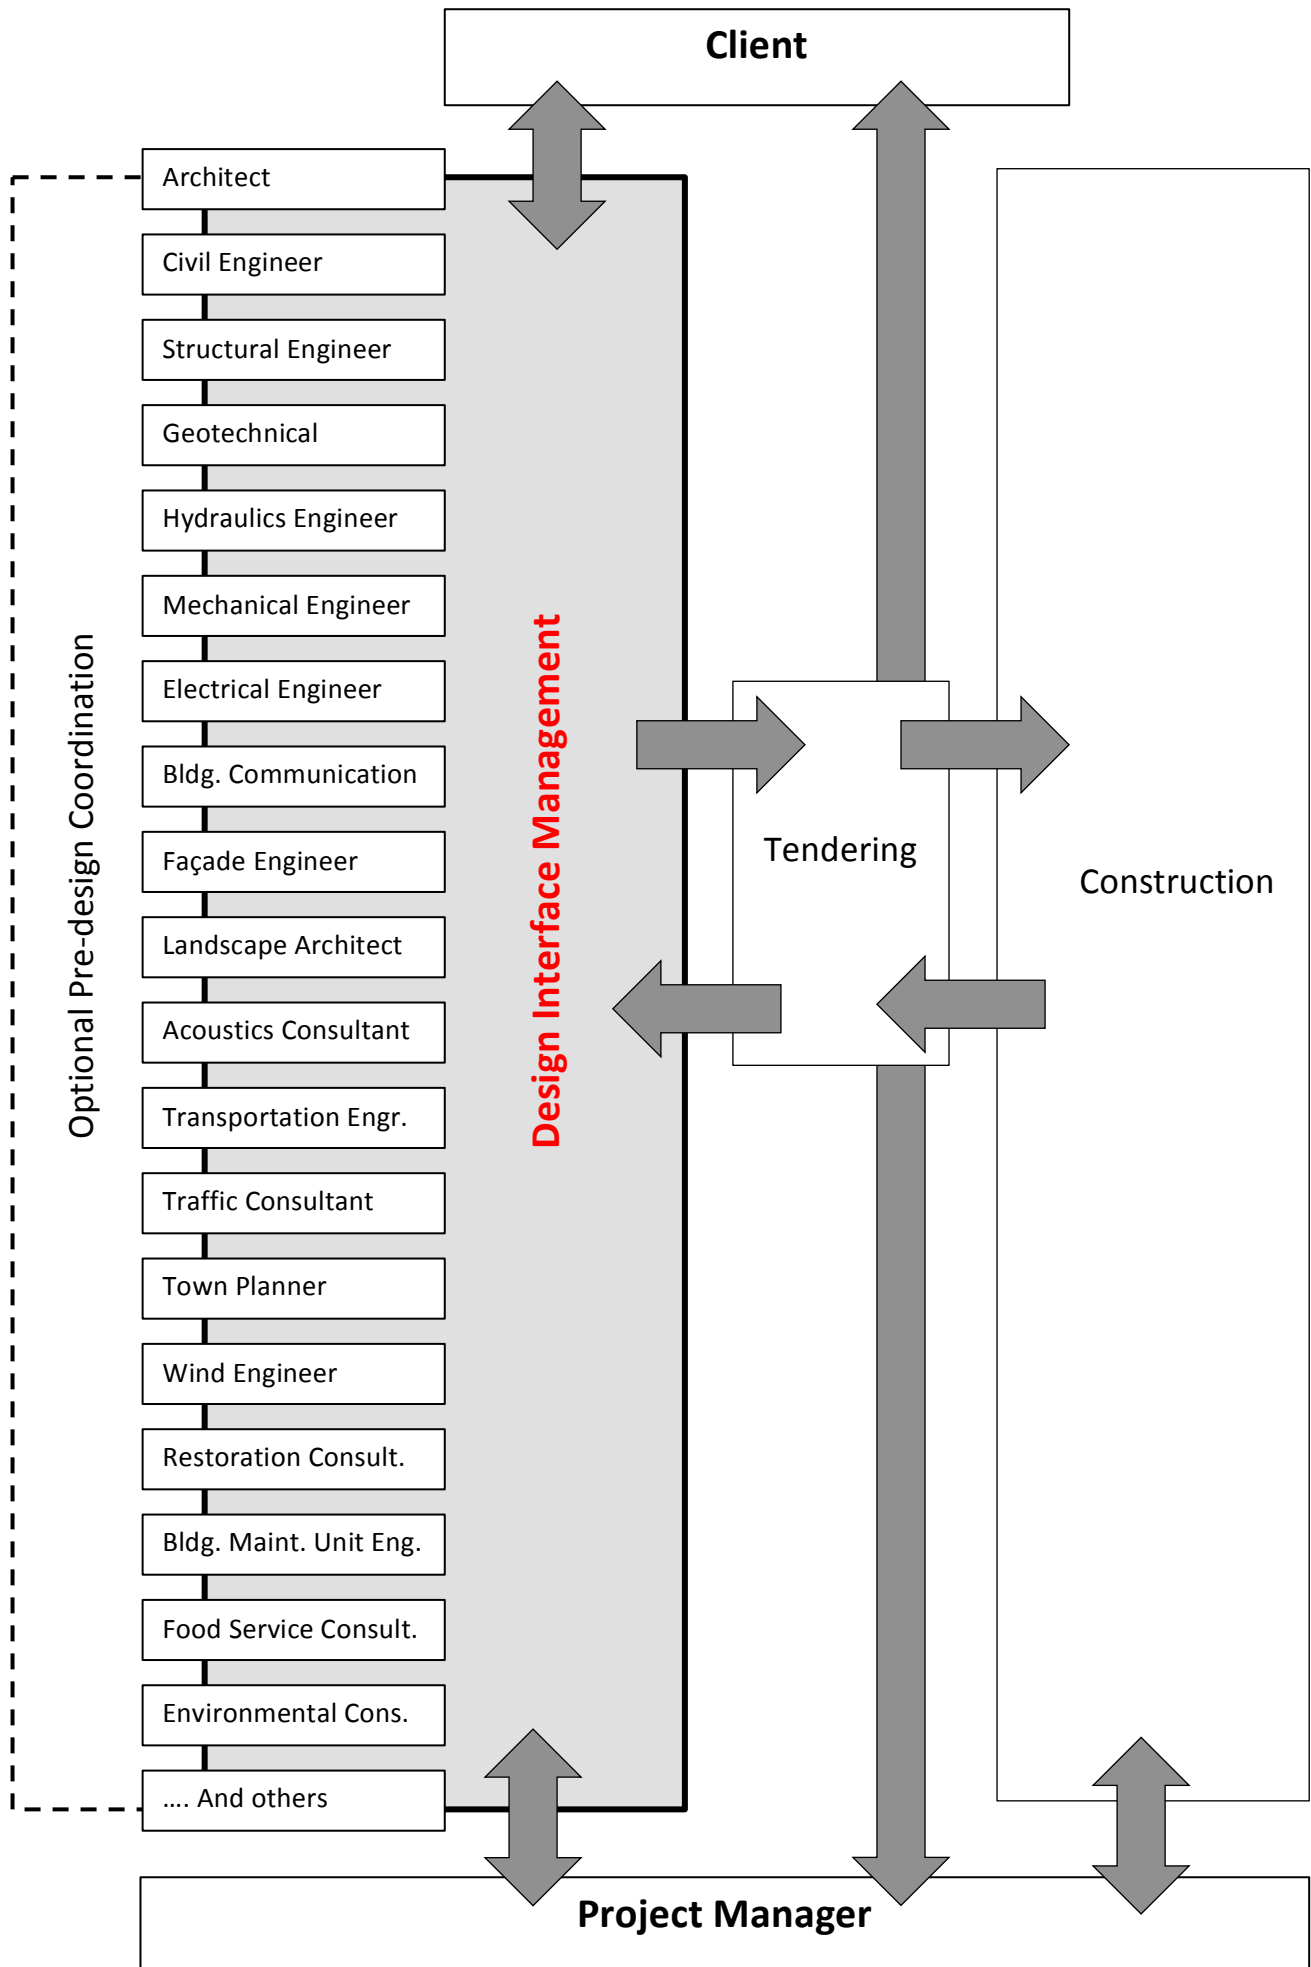 Client
Architect
Civil Engineer
Structural Engineer
Geotechnical
Hydraulics Engineer
Mechanical Engineer
Electrical Engineer
Bldg. Communication
Façade Engineer
Landscape Architect
Acoustics Consultant
Transportation Engr.
Traffic Consultant
Town Planner
Wind Engineer
Restoration Consult.
Bldg. Maint. Unit Eng.
Food Service Consult.
Environmental Cons.
.... And others
Optional Pre-design Coordination
Design Interface Management
Tendering
Construction
Project Manager